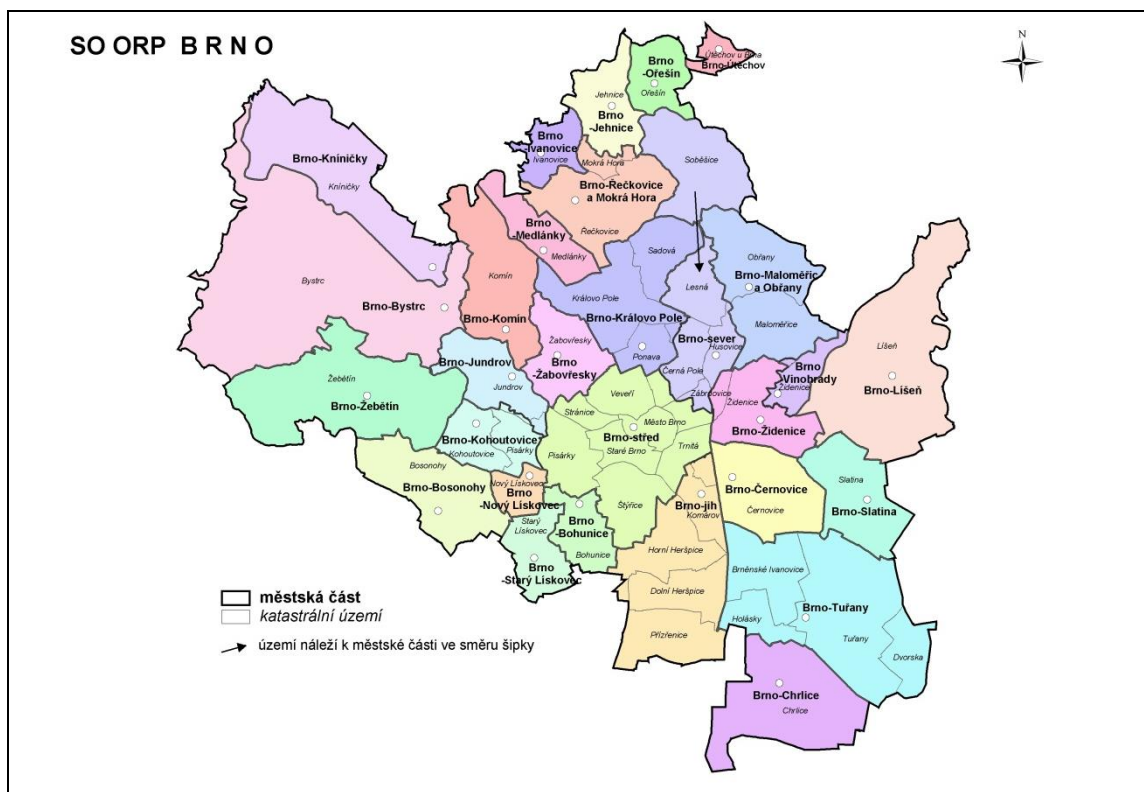 SO ORP B R N O
N
Útěchov u Brna
Brno-Útěchov
Brno
-Ořešín
Ořešín
Jehnice
Brno
-Jehnice
Brno
-Ivanovice
Ivanovice
Mokrá Hora
Soběšice
Brno-Kníničky
Kníničky
Brno-Řečkovice
a Mokrá Hora
Řečkovice
Brno
-Medlánky
Medlánky
Sadová
Obřany
Brno-Maloměřic
a Obřany
Maloměřice
Lesná
Komín
Bystrc
Brno-Bystrc
Královo Pole
Brno-Královo Pole
Brno-Komín
Brno-sever
Husovice
Ponava
Černá Pole
Zábrdovice
Líšeň
Brno-Líšeň
Brno
-Vinohrady
Židenice
Žabovřesky
Brno
-Žabovřesky
Brno-Jundrov
Jundrov
Žebětín
Brno-Žebětín
Veveří
Stránice
Město Brno
Brno-střed
Staré Brno
Trnitá
Pisárky
Štýřice
Židenice
Brno-Židenice
Brno-Kohoutovice
Kohoutovice
Pisárky
Bosonohy
Brno-Bosonohy
Nový Lískovec
Brno
-Nový Lískovec
Starý
Lískovec
Brno
-Starý Lískovec
Brno
-Bohunice
Bohunice
Brno-jih
Komárov
Brno-Černovice
Černovice
Slatina
Brno-Slatina
Horní Heršpice
Dolní Heršpice
Přízřenice
Brněnské Ivanovice
Brno-Tuřany
Holásky
Tuřany
Dvorska
Brno-Chrlice
Chrlice
městská část
katastrální území
území náleží k městské části ve směru šipky